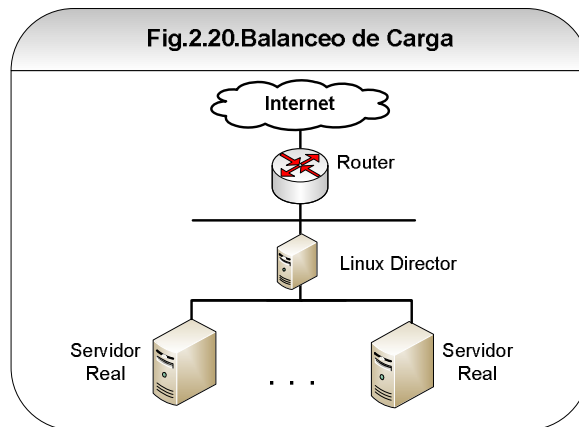 Fig.2.20.Balanceo de Carga
Internet
Router
Linux Director
Servidor
Real
. . .
Servidor
Real